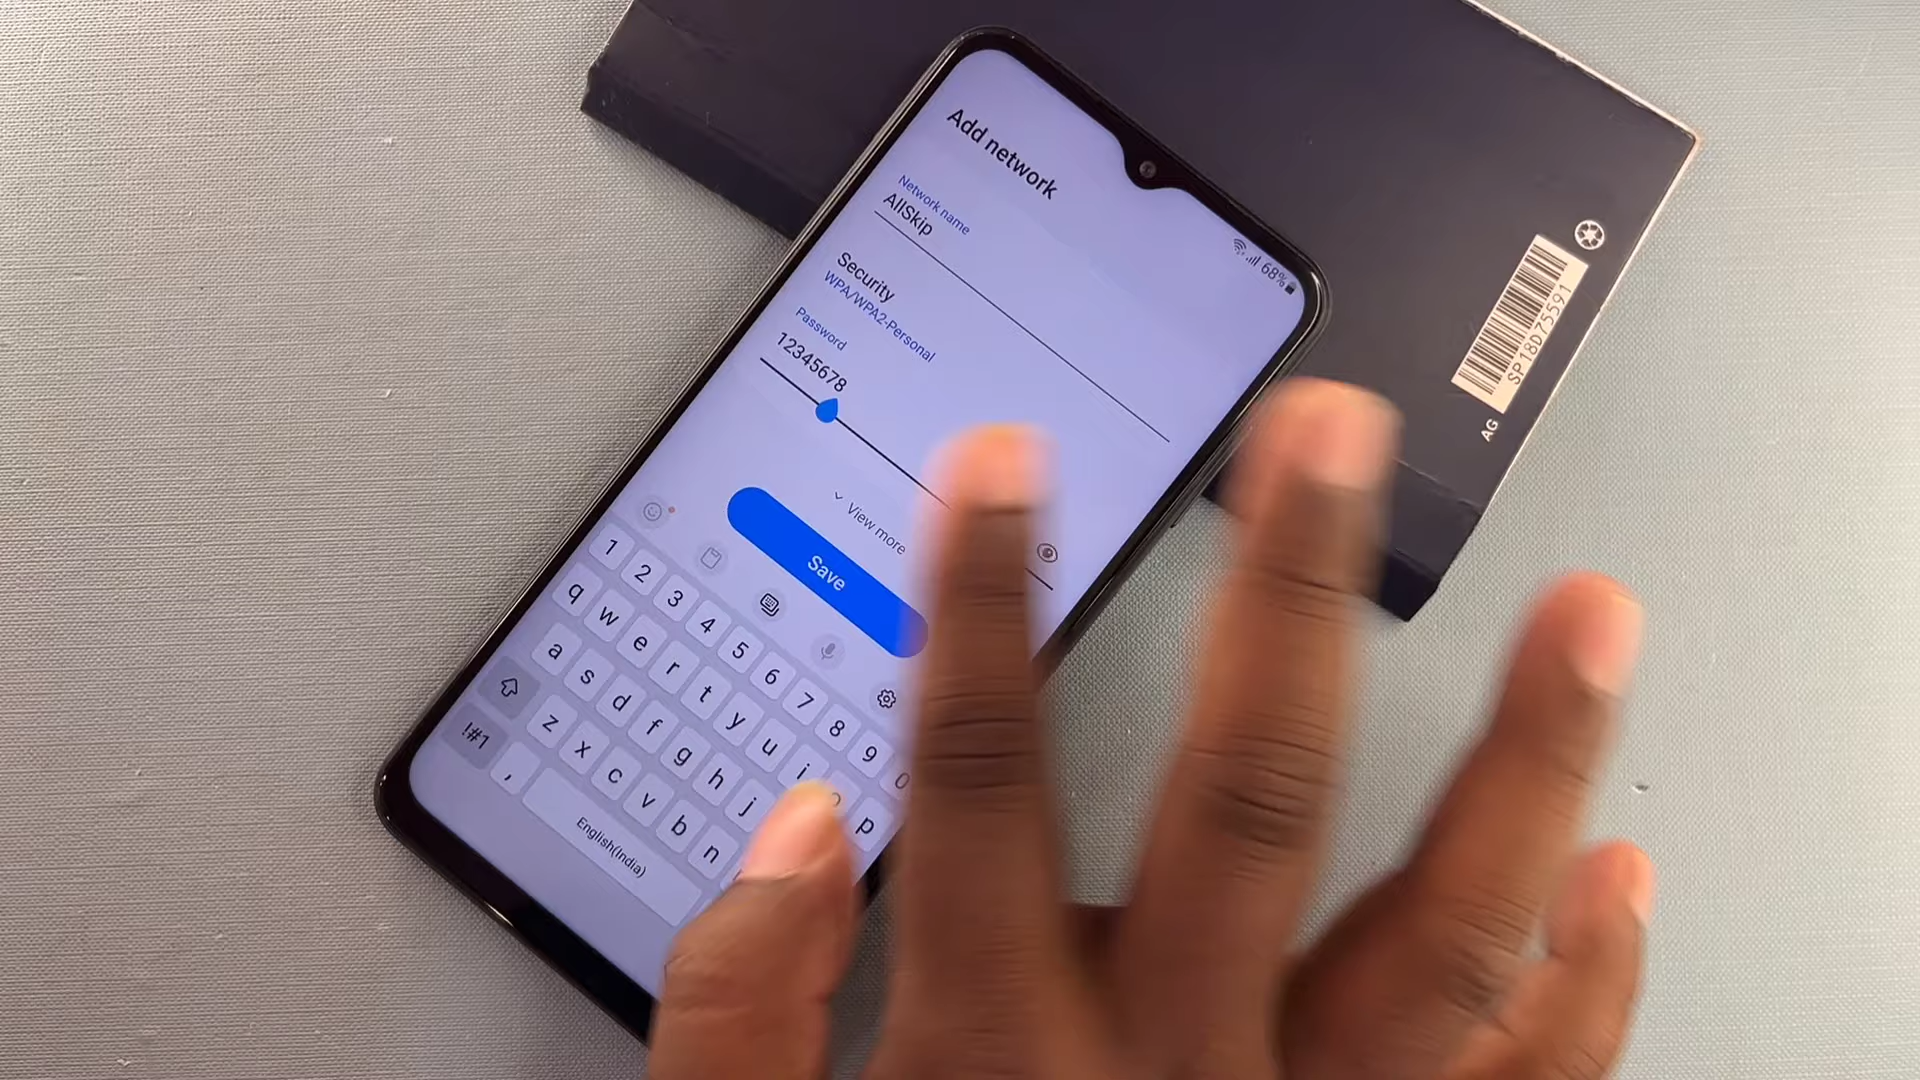 Add network
68%
Network name
AllSkip
Security
WPA/WPA2-Personal
Password
12345678
View more
Save
1 2 3 4 5 6 7 8 9 0
q w e r t y u i o p
a s d f g h j
z x c v b n
!#1 , English(India)
SP18D75591
AG